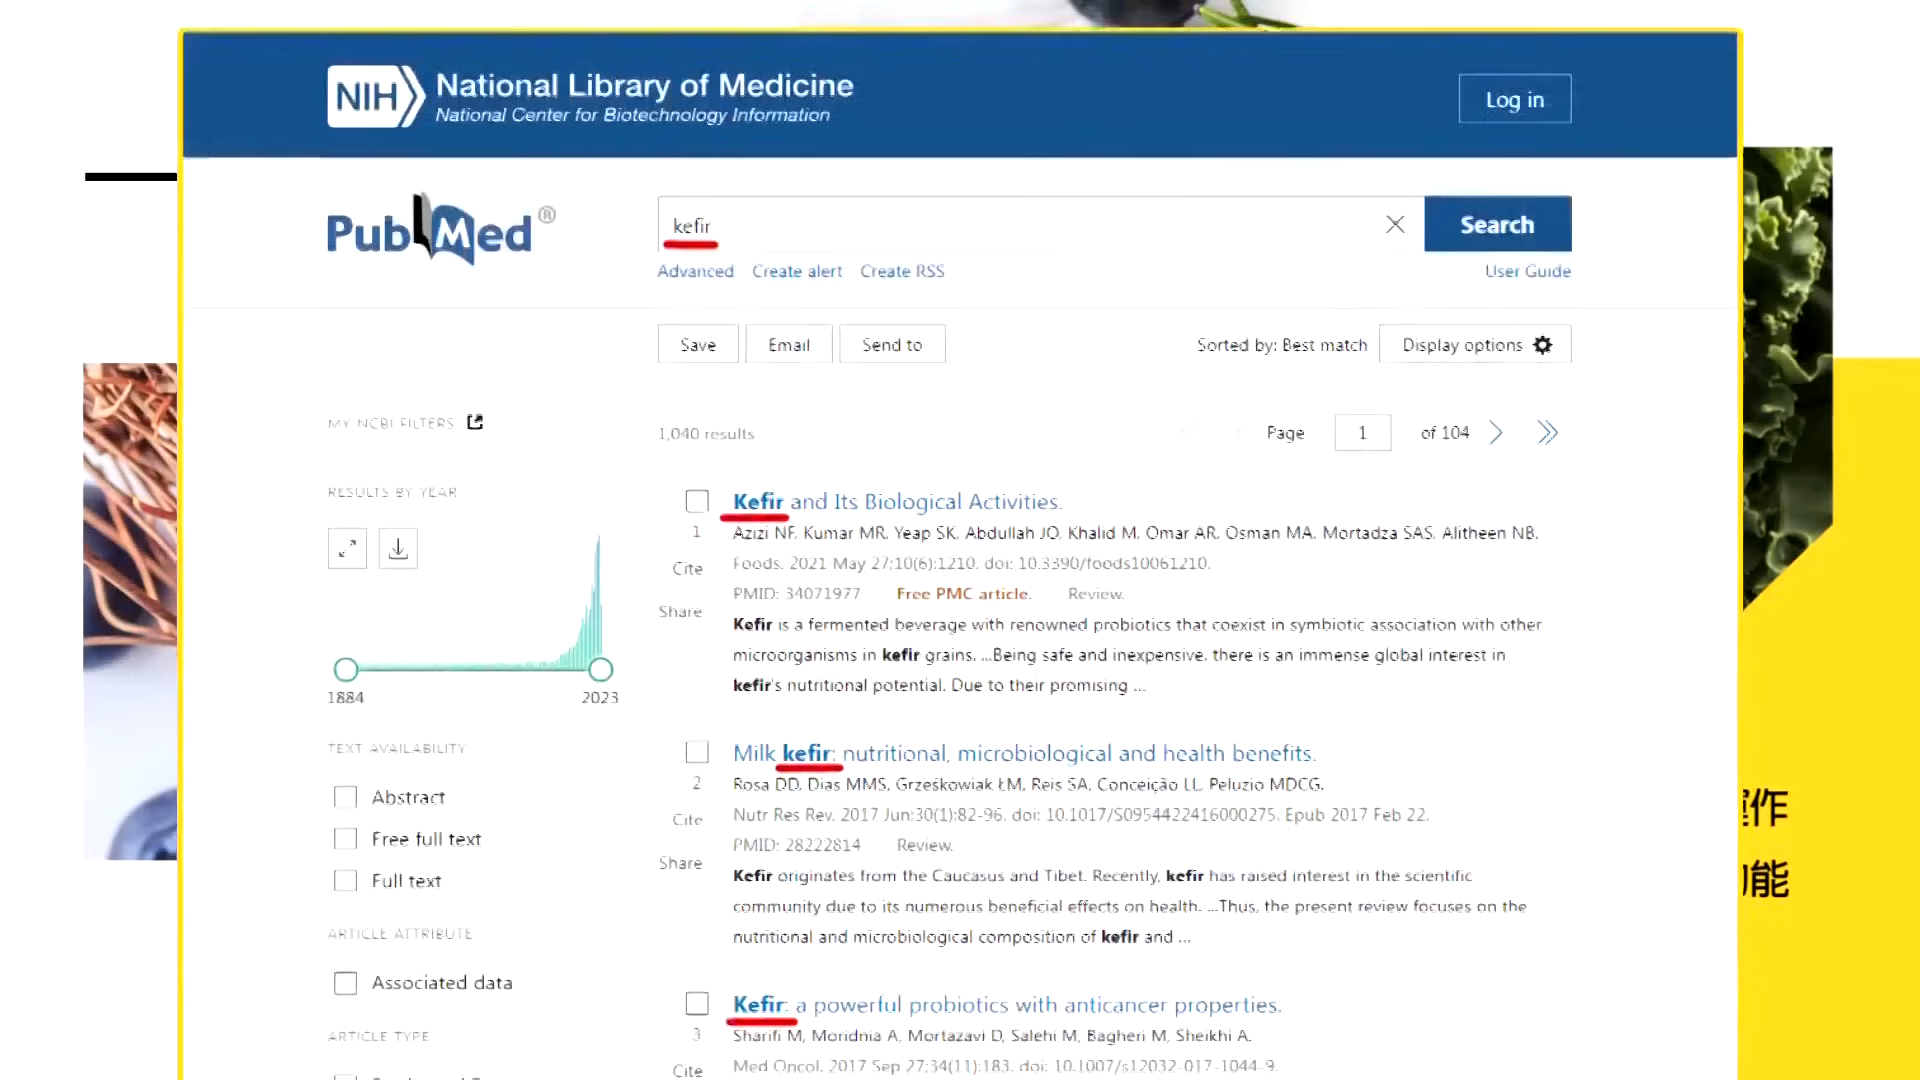 NIH National Library of Medicine
National Center for Biotechnology Information
Log in
PubMed®
kefir
Search
Advanced Create alert Create RSS
User Guide
Save Email Send to
Sorted by: Best match
Display options
MY NCBI FILTERS
1,040 results
Page 1 of 104
RESULTS BY YEAR
1884 2023
TEXT AVAILABILITY
Abstract
Free full text
Full text
ARTICLE ATTRIBUTE
Associated data
ARTICLE TYPE
Kefir and Its Biological Activities.
1
Azizi NF, Kumar MR, Yeap SK, Abdullah JO, Khalid M, Omar AR, Osman MA, Mortadza SAS, Alitheen NB.
Cite
Foods. 2021 May 27;10(6):1210. doi: 10.3390/foods10061210.
PMID: 34071977 Free PMC article. Review.
Share
Kefir is a fermented beverage with renowned probiotics that coexist in symbiotic association with other
microorganisms in kefir grains. ...Being safe and inexpensive, there is an immense global interest in
kefir's nutritional potential. Due to their promising ...
Milk kefir: nutritional, microbiological and health benefits.
2
Rosa DD, Dias MMS, Grześkowiak ŁM, Reis SA, Conceição LL, Peluzio MDCG.
Cite
Nutr Res Rev. 2017 Jun;30(1):82-96. doi: 10.1017/S0954422416000275. Epub 2017 Feb 22.
PMID: 28222814 Review.
Share
Kefir originates from the Caucasus and Tibet. Recently, kefir has raised interest in the scientific
community due to its numerous beneficial effects on health. ...Thus, the present review focuses on the
nutritional and microbiological composition of kefir and ...
Kefir: a powerful probiotics with anticancer properties.
3
Sharifi M, Moridnia A, Mortazavi D, Salehi M, Bagheri M, Sheikhi A.
Cite
Med Oncol. 2017 Sep 27;34(11):183. doi: 10.1007/s12032-017-1044-9.
作
能